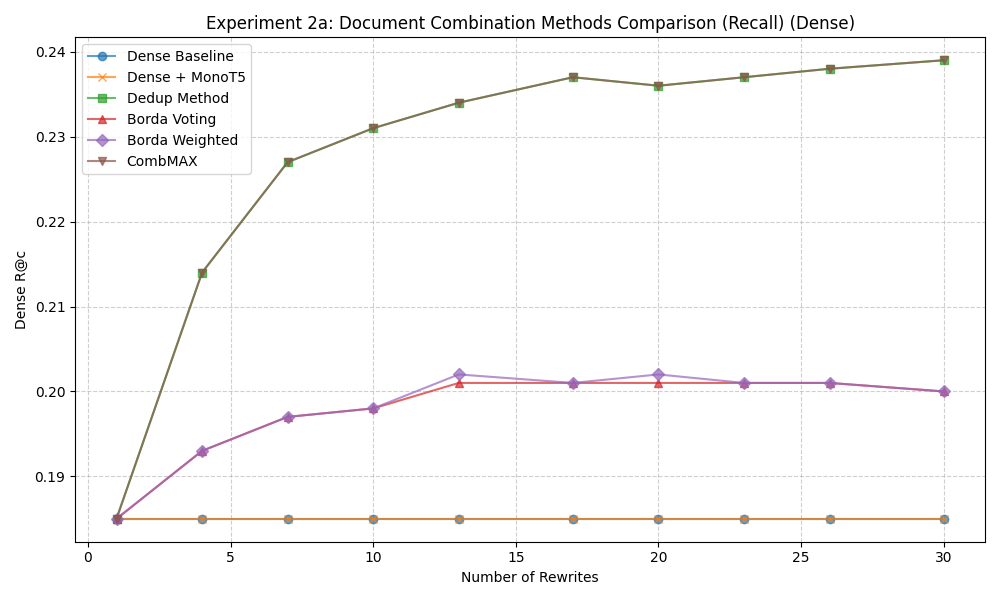 Experiment 2a: Document Combination Methods Comparison (Recall) (Dense)
Dense Baseline
Dense + MonoT5
Dedup Method
Borda Voting
Borda Weighted
CombMAX
Dense R@c
0.24
0.23
0.22
0.21
0.20
0.19
0 5 10 15 20 25 30
Number of Rewrites